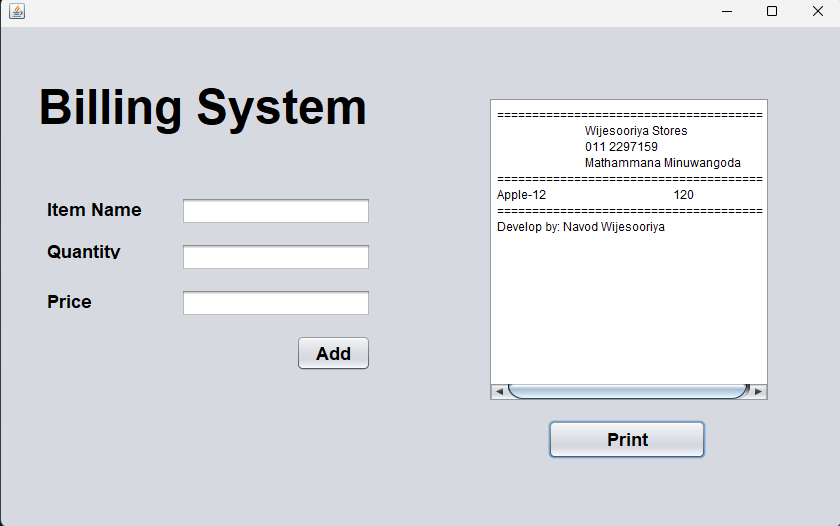 Billing System
Item Name
Quantity
Price
Add
======================================
Wijesooriya Stores
011 2297159
Mathammana Minuwangoda
======================================
Apple-12 120
======================================
Develop by: Navod Wijesooriya
Print